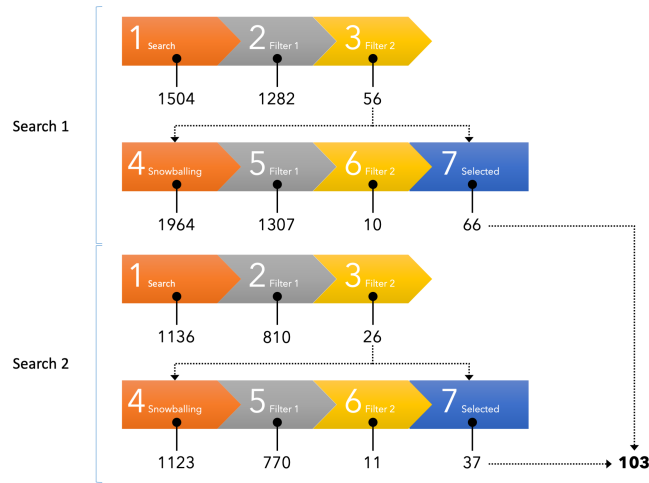 1 Search 2 Filter 1 3 Filter 2
1504 1282 56
Search 1
4 Snowballing 5 Filter 1 6 Filter 2 7 Selected
1964 1307 10 66
1 Search 2 Filter 1 3 Filter 2
1136 810 26
Search 2
4 Snowballing 5 Filter 1 6 Filter 2 7 Selected
1123 770 11 37 103